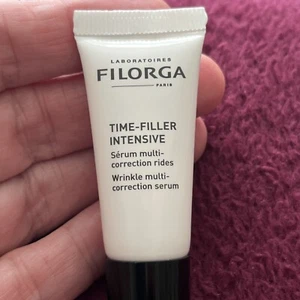 LABORATOIRES
FILORGA
PARIS
TIME-FILLER
INTENSIVE
Sérum multi-
correction rides
Wrinkle multi-
correction serum